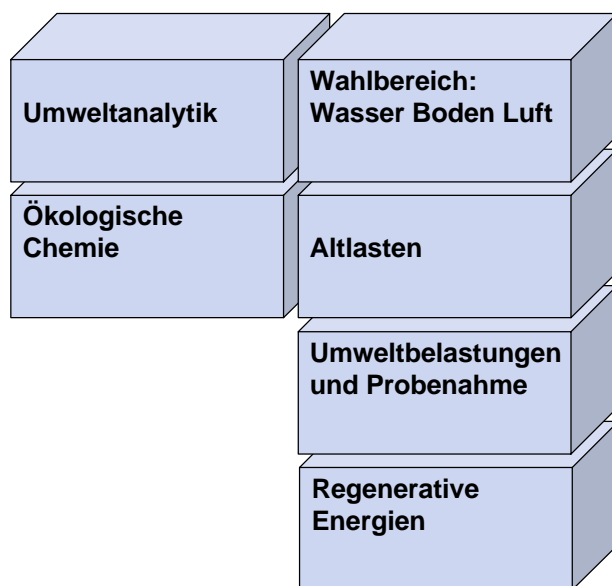 Umweltanalytik
Ökologische
Chemie
Wahlbereich:
Wasser Boden Luft
Altlasten
Umweltbelastungen
und Probenahme
Regenerative
Energien